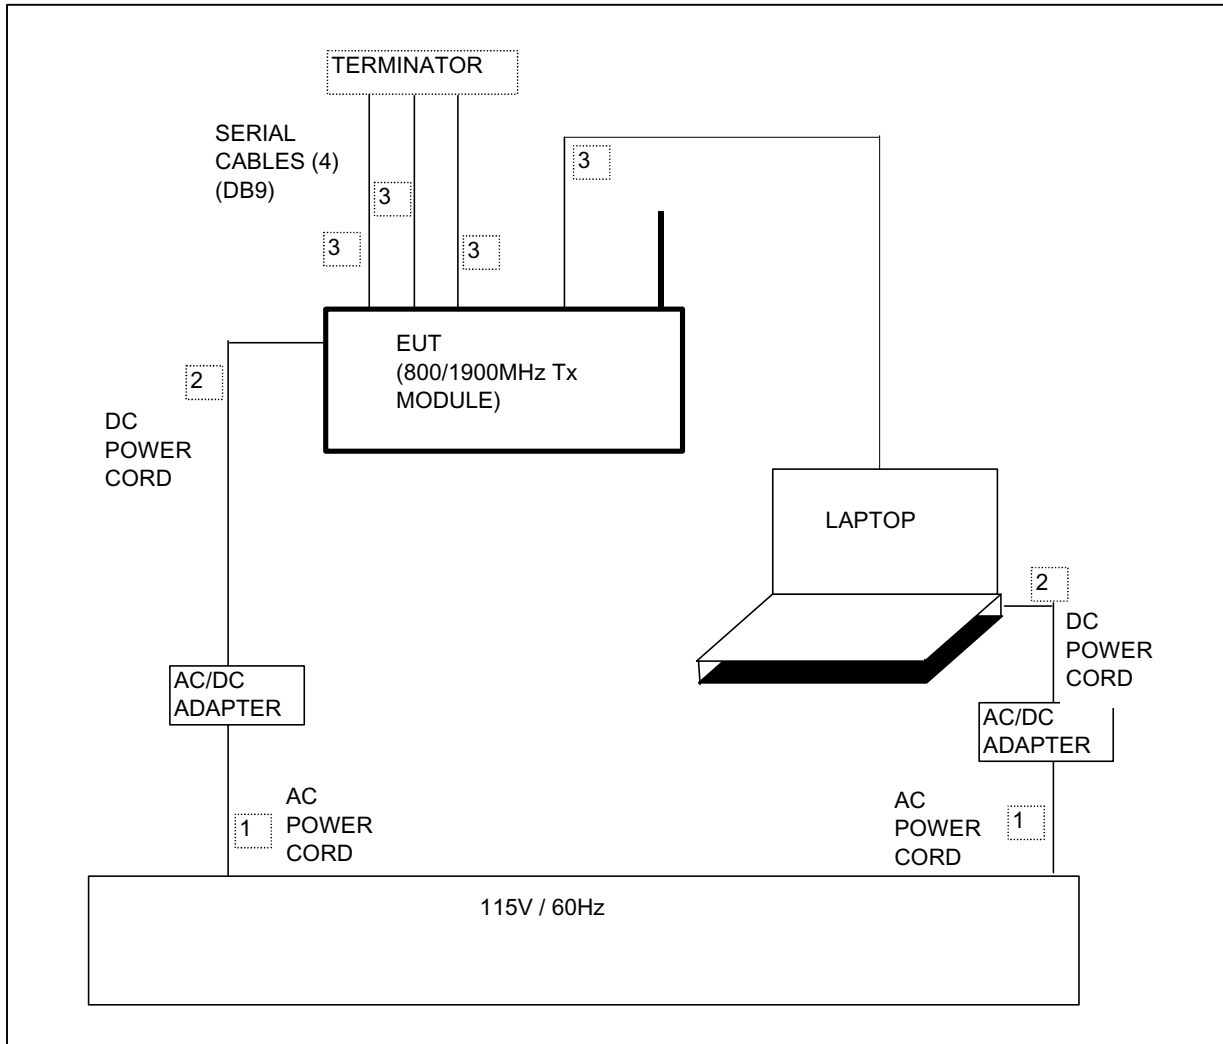 TERMINATOR
SERIAL
CABLES (4)
(DB9)
3
3
3
3
EUT
(800/1900MHz Tx
MODULE)
2
DC
POWER
CORD
LAPTOP
2
DC
POWER
CORD
AC/DC
ADAPTER
AC/DC
ADAPTER
1
AC
POWER
CORD
AC
POWER
CORD
1
115V / 60Hz